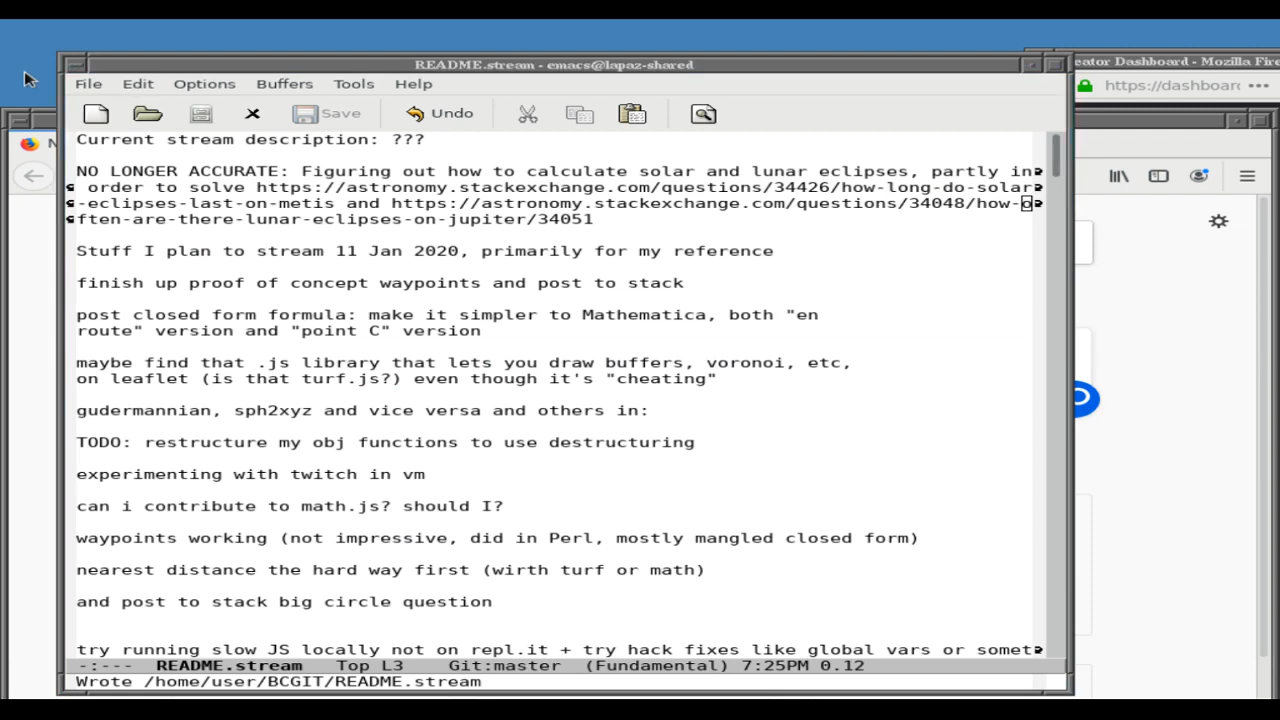 README.stream - emacs@lapaz-shared
eator Dashboard - Mozilla Fire
File Edit Options Buffers Tools Help
https://dashboard
Save Undo
Current stream description: ???
NO LONGER ACCURATE: Figuring out how to calculate solar and lunar eclipses, partly in
order to solve https://astronomy.stackexchange.com/questions/34426/how-long-do-solar
-eclipses-last-on-metis and https://astronomy.stackexchange.com/questions/34048/how-o
ften-are-there-lunar-eclipses-on-jupiter/34051
Stuff I plan to stream 11 Jan 2020, primarily for my reference
finish up proof of concept waypoints and post to stack
post closed form formula: make it simpler to Mathematica, both "en
route" version and "point C" version
maybe find that .js library that lets you draw buffers, voronoi, etc,
on leaflet (is that turf.js?) even though it's "cheating"
gudermannian, sph2xyz and vice versa and others in:
TODO: restructure my obj functions to use destructuring
experimenting with twitch in vm
can i contribute to math.js? should I?
waypoints working (not impressive, did in Perl, mostly mangled closed form)
nearest distance the hard way first (wirth turf or math)
and post to stack big circle question
try running slow JS locally not on repl.it + try hack fixes like global vars or somet
-:--- README.stream Top L3 Git:master (Fundamental) 7:25PM 0.12
Wrote /home/user/BCGIT/README.stream